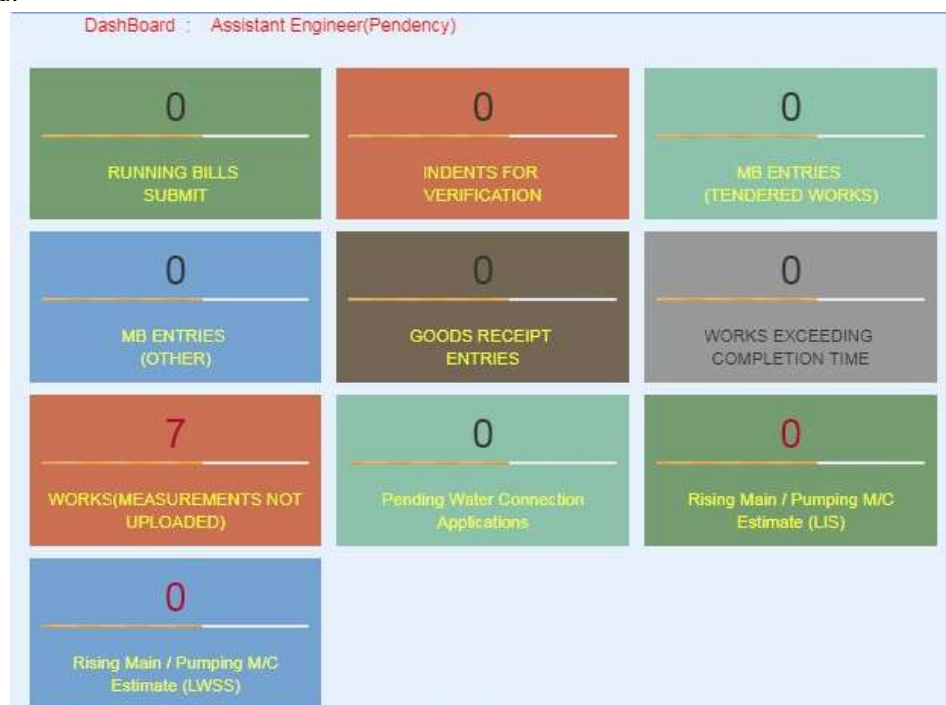 DashBoard : Assistant Engineer(Pendency)
0
RUNNING BILLS
SUBMIT
0
INDENTS FOR
VERIFICATION
0
MB ENTRIES
(TENDERED WORKS)
0
MB ENTRIES
(OTHER)
0
GOODS RECEIPT
ENTRIES
0
WORKS EXCEEDING
COMPLETION TIME
7
WORKS(MEASUREMENTS NOT
UPLOADED)
0
Pending Water Connection
Applications
0
Rising Main / Pumping M/C
Estimate (LIS)
0
Rising Main / Pumping M/C
Estimate (LWSS)